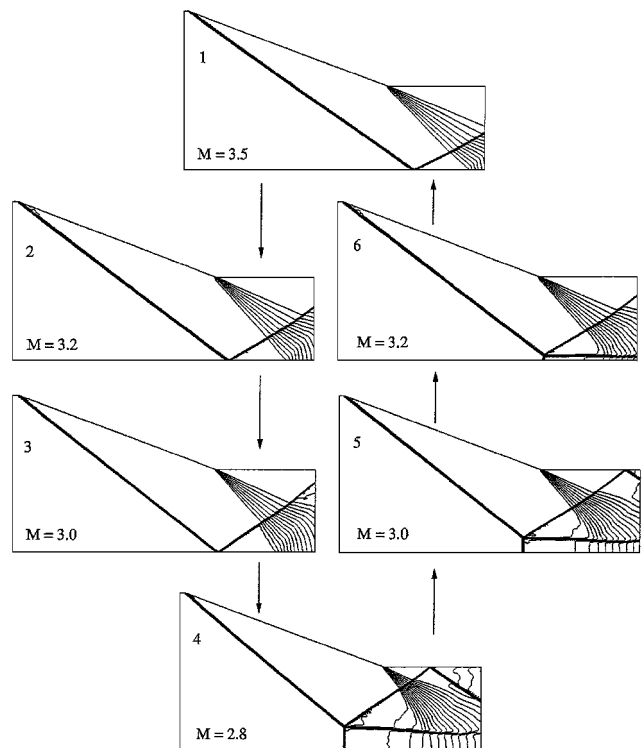 1
M = 3.5
2
M = 3.2
6
M = 3.2
3
M = 3.0
5
M = 3.0
4
M = 2.8